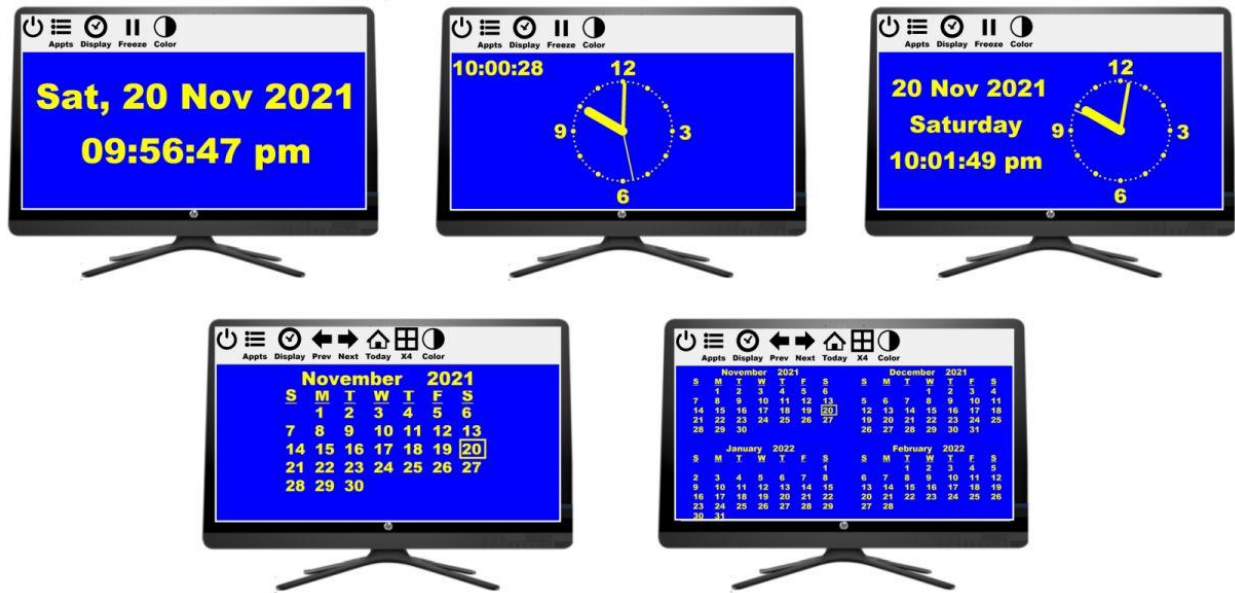 Appts Display Freeze Color
Sat, 20 Nov 2021
09:56:47 pm
hp
Appts Display Freeze Color
10:00:28
12
9
3
6
hp
Appts Display Freeze Color
20 Nov 2021
Saturday
10:01:49 pm
12
9
3
6
hp
Appts Display Prev Next Today X4 Color
November 2021
S M T W T F S
1 2 3 4 5 6
7 8 9 10 11 12 13
14 15 16 17 18 19 20
21 22 23 24 25 26 27
28 29 30
hp
Appts Display Prev Next Today X4 Color
November 2021
S M T W T F S
1 2 3 4 5 6
7 8 9 10 11 12 13
14 15 16 17 18 19 20
21 22 23 24 25 26 27
28 29 30
December 2021
S M T W T F S
1 2 3 4
5 6 7 8 9 10 11
12 13 14 15 16 17 18
19 20 21 22 23 24 25
26 27 28 29 30 31
January 2022
S M T W T F S
1
2 3 4 5 6 7 8
9 10 11 12 13 14 15
16 17 18 19 20 21 22
23 24 25 26 27 28 29
30 31
February 2022
S M T W T F S
1 2 3 4 5
6 7 8 9 10 11 12
13 14 15 16 17 18 19
20 21 22 23 24 25 26
27 28
hp